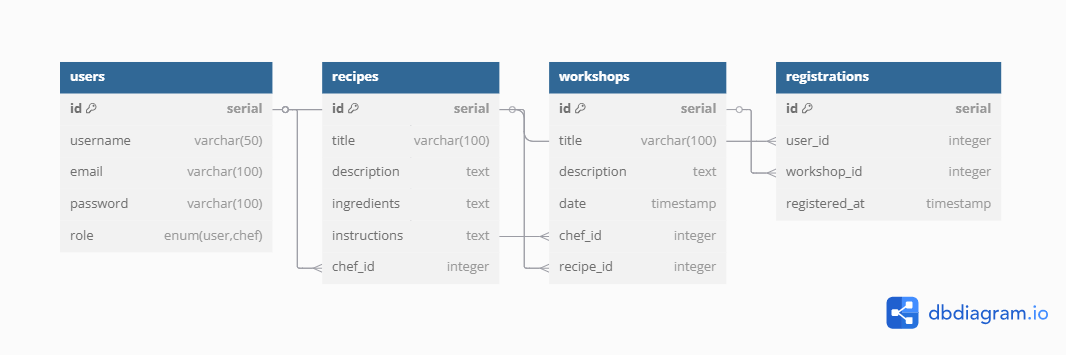 users
id serial
username varchar(50)
email varchar(100)
password varchar(100)
role enum(user,chef)
recipes
id serial
title varchar(100)
description text
ingredients text
instructions text
chef_id integer
workshops
id serial
title varchar(100)
description text
date timestamp
chef_id integer
recipe_id integer
registrations
id serial
user_id integer
workshop_id integer
registered_at timestamp
dbdiagram.io